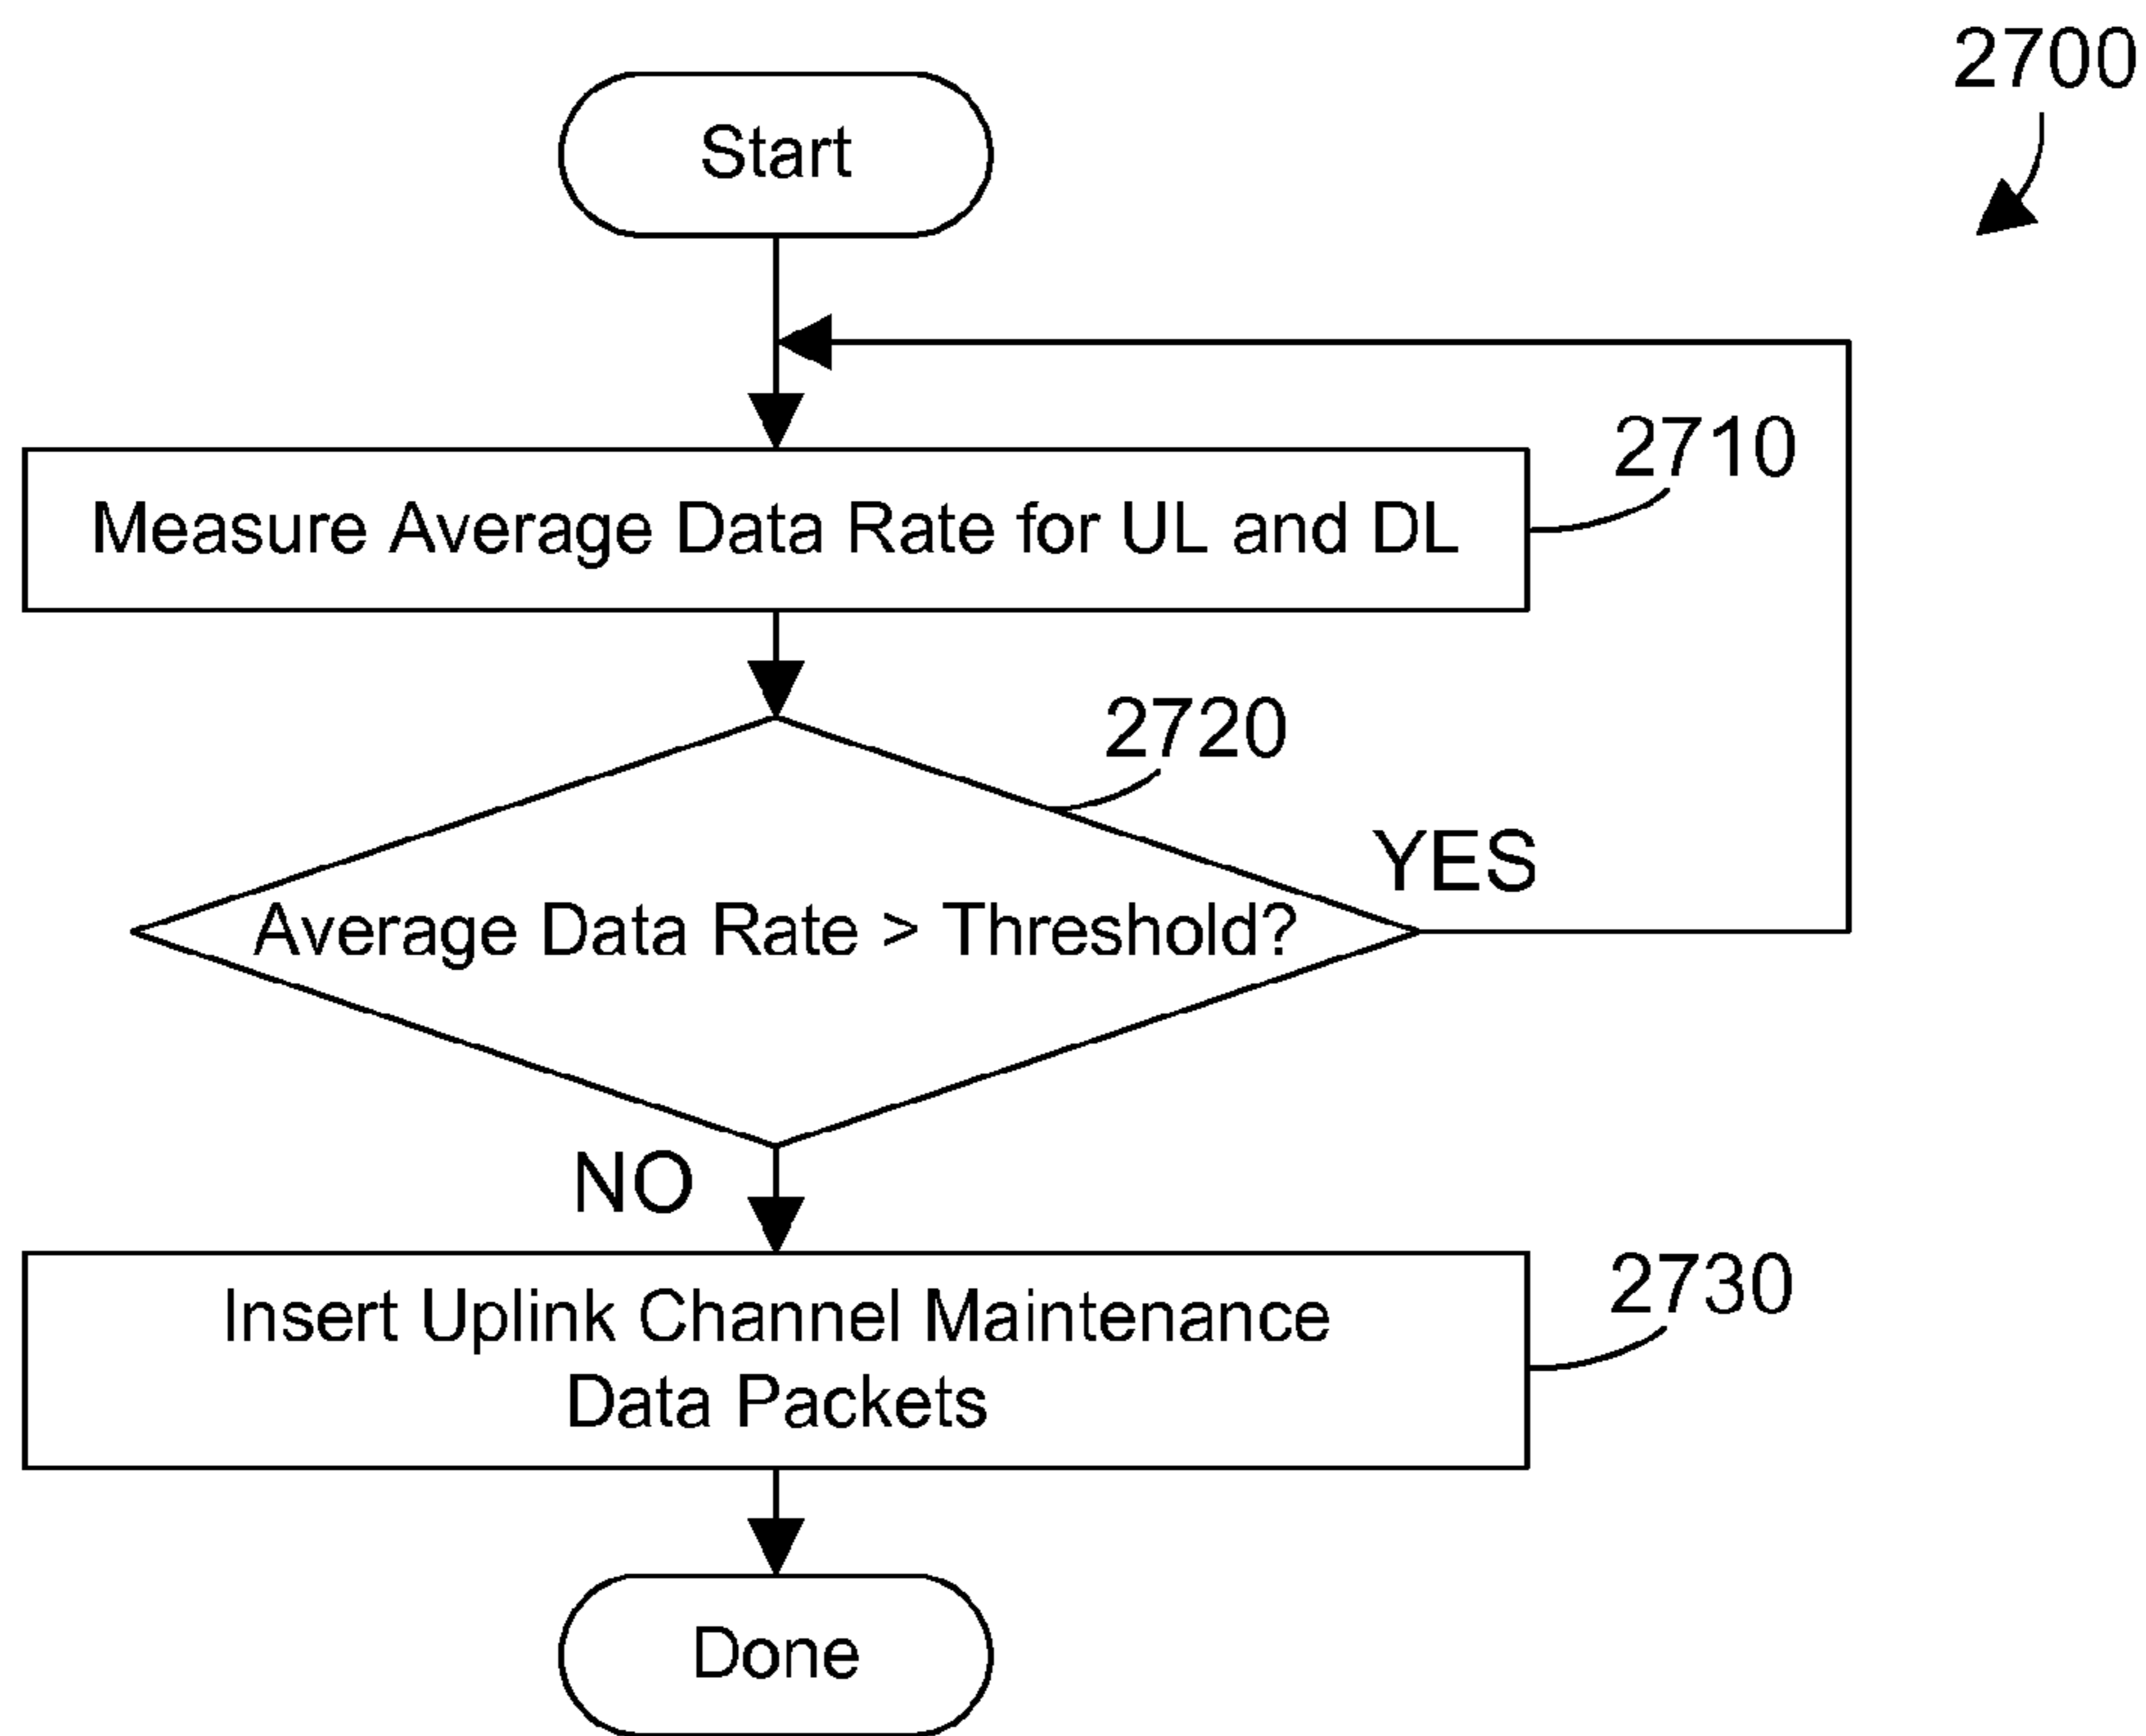 2700
Start
2710
Measure Average Data Rate for UL and DL
2720
YES
Average Data Rate > Threshold?
NO
2730
Insert Uplink Channel Maintenance
Data Packets
Done